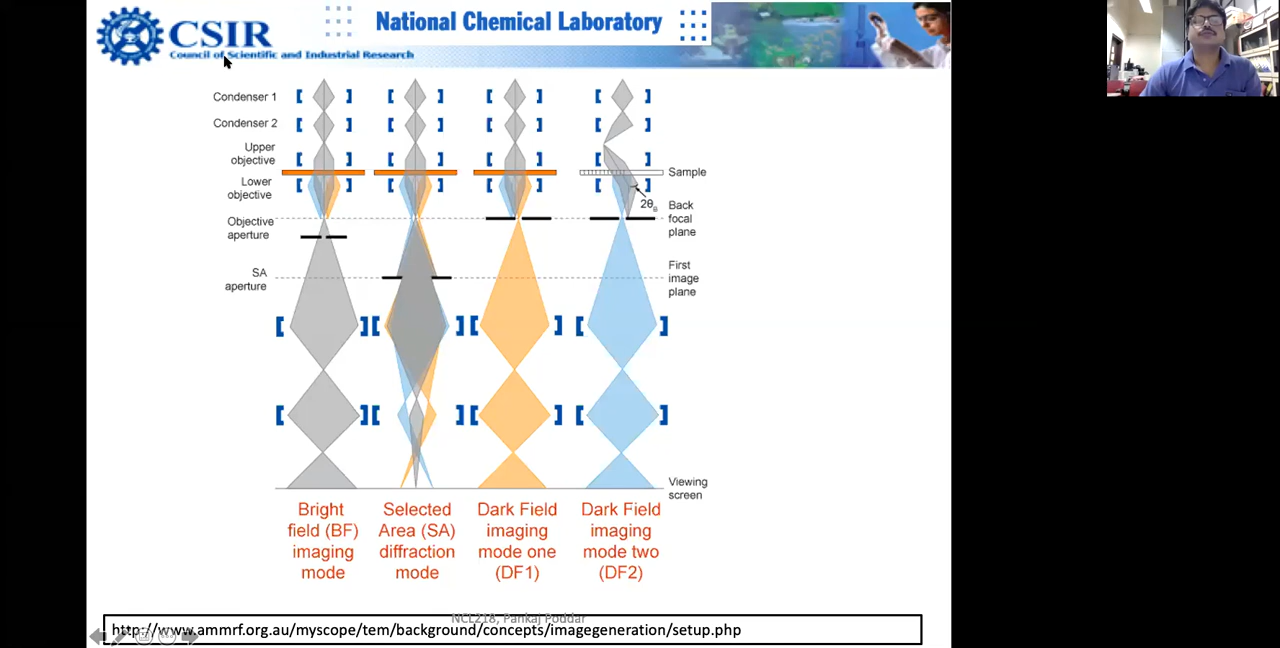 CSIR
Council of Scientific and Industrial Research
National Chemical Laboratory
Condenser 1
Condenser 2
Upper
objective
Lower
objective
Objective
aperture
SA
aperture
Sample
2θB
Back
focal
plane
First
image
plane
Viewing
screen
Bright
field (BF)
imaging
mode
Selected
Area (SA)
diffraction
mode
Dark Field
imaging
mode one
(DF1)
Dark Field
imaging
mode two
(DF2)
NCL218, Pankaj Poddar
http://www.ammrf.org.au/myscope/tem/background/concepts/imagegeneration/setup.php